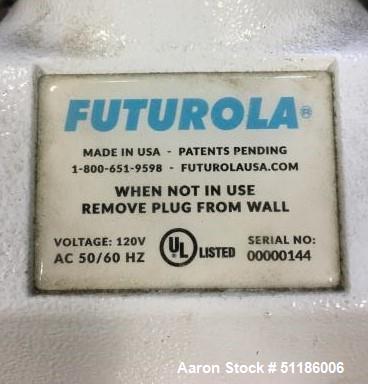 FUTUROLA®
MADE IN USA - PATENTS PENDING
1-800-651-9598 - FUTUROLAUSA.COM
WHEN NOT IN USE
REMOVE PLUG FROM WALL
VOLTAGE: 120V
AC 50/60 HZ
UL LISTED
SERIAL NO:
00000144
Aaron Stock # 51186006